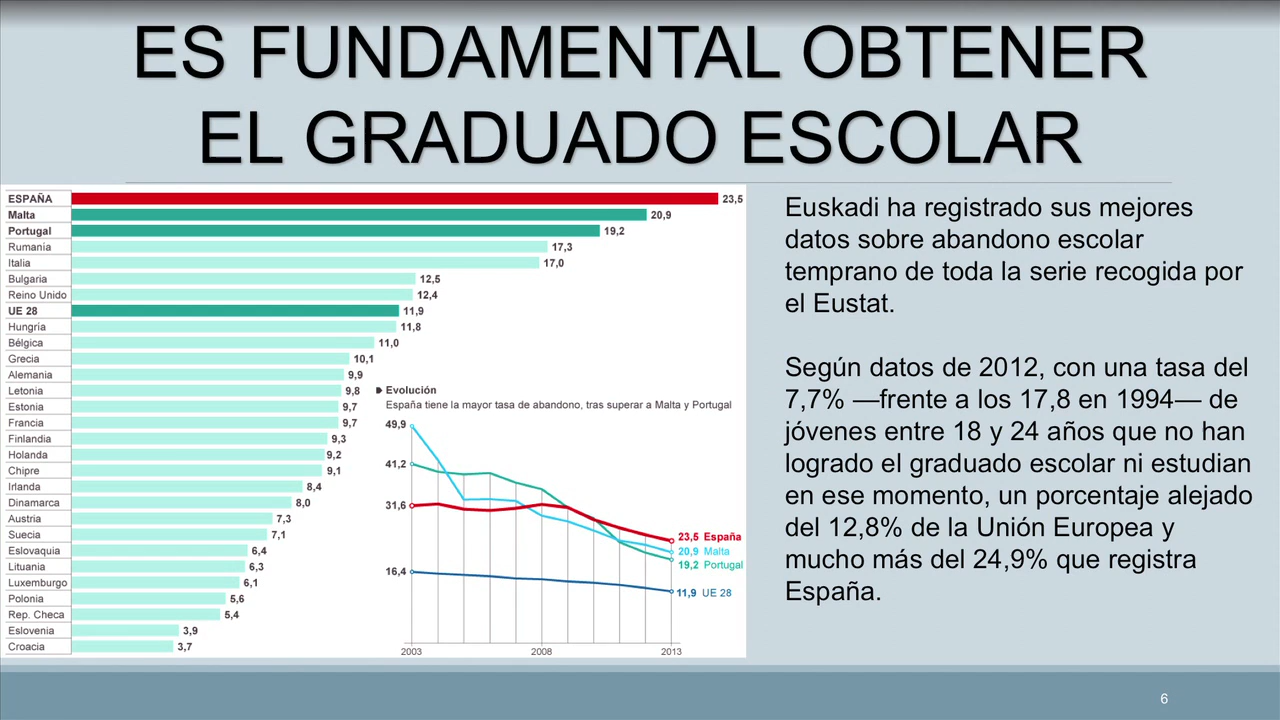 ES FUNDAMENTAL OBTENER
EL GRADUADO ESCOLAR
ESPAÑA 23,5
Malta 20,9
Portugal 19,2
Rumanía 17,3
Italia 17,0
Bulgaria 12,5
Reino Unido 12,4
UE 28 11,9
Hungria 11,8
Bélgica 11,0
Grecia 10,1
Alemania 9,9
Letonia 9,8
Estonia 9,7
Francia 9,7
Finlandia 9,3
Holanda 9,2
Chipre 9,1
Irlanda 8,4
Dinamarca 8,0
Austria 7,3
Suecia 7,1
Eslovaquia 6,4
Lituania 6,3
Luxemburgo 6,1
Polonia 5,6
Rep. Checa 5,4
Eslovenia 3,9
Croacia 3,7
Evolución
España tiene la mayor tasa de abandono, tras superar a Malta y Portugal
49,9
41,2
31,6
16,4
23,5 España
20,9 Malta
19,2 Portugal
11,9 UE 28
2003 2008 2013
Euskadi ha registrado sus mejores
datos sobre abandono escolar
temprano de toda la serie recogida por
el Eustat.
Según datos de 2012, con una tasa del
7,7% —frente a los 17,8 en 1994— de
jóvenes entre 18 y 24 años que no han
logrado el graduado escolar ni estudian
en ese momento, un porcentaje alejado
del 12,8% de la Unión Europea y
mucho más del 24,9% que registra
España.
6